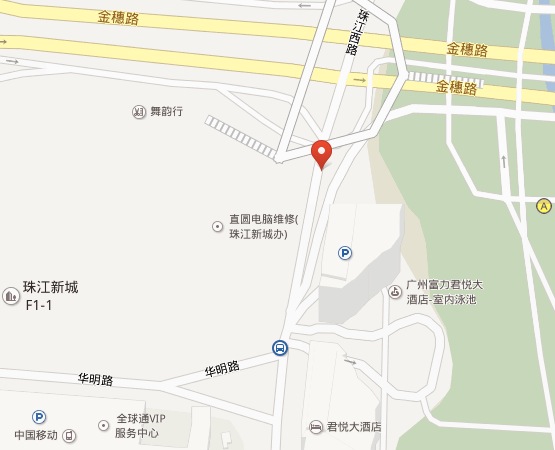 金穗路
珠江西路
金穗路
金穗路
舞韵行
直圆电脑维修(
珠江新城办)
P
A
珠江新城
F1-1
广州富力君悦大
酒店-室内泳池
华明路
华明路
P
全球通VIP
服务中心
中国移动
君悦大酒店